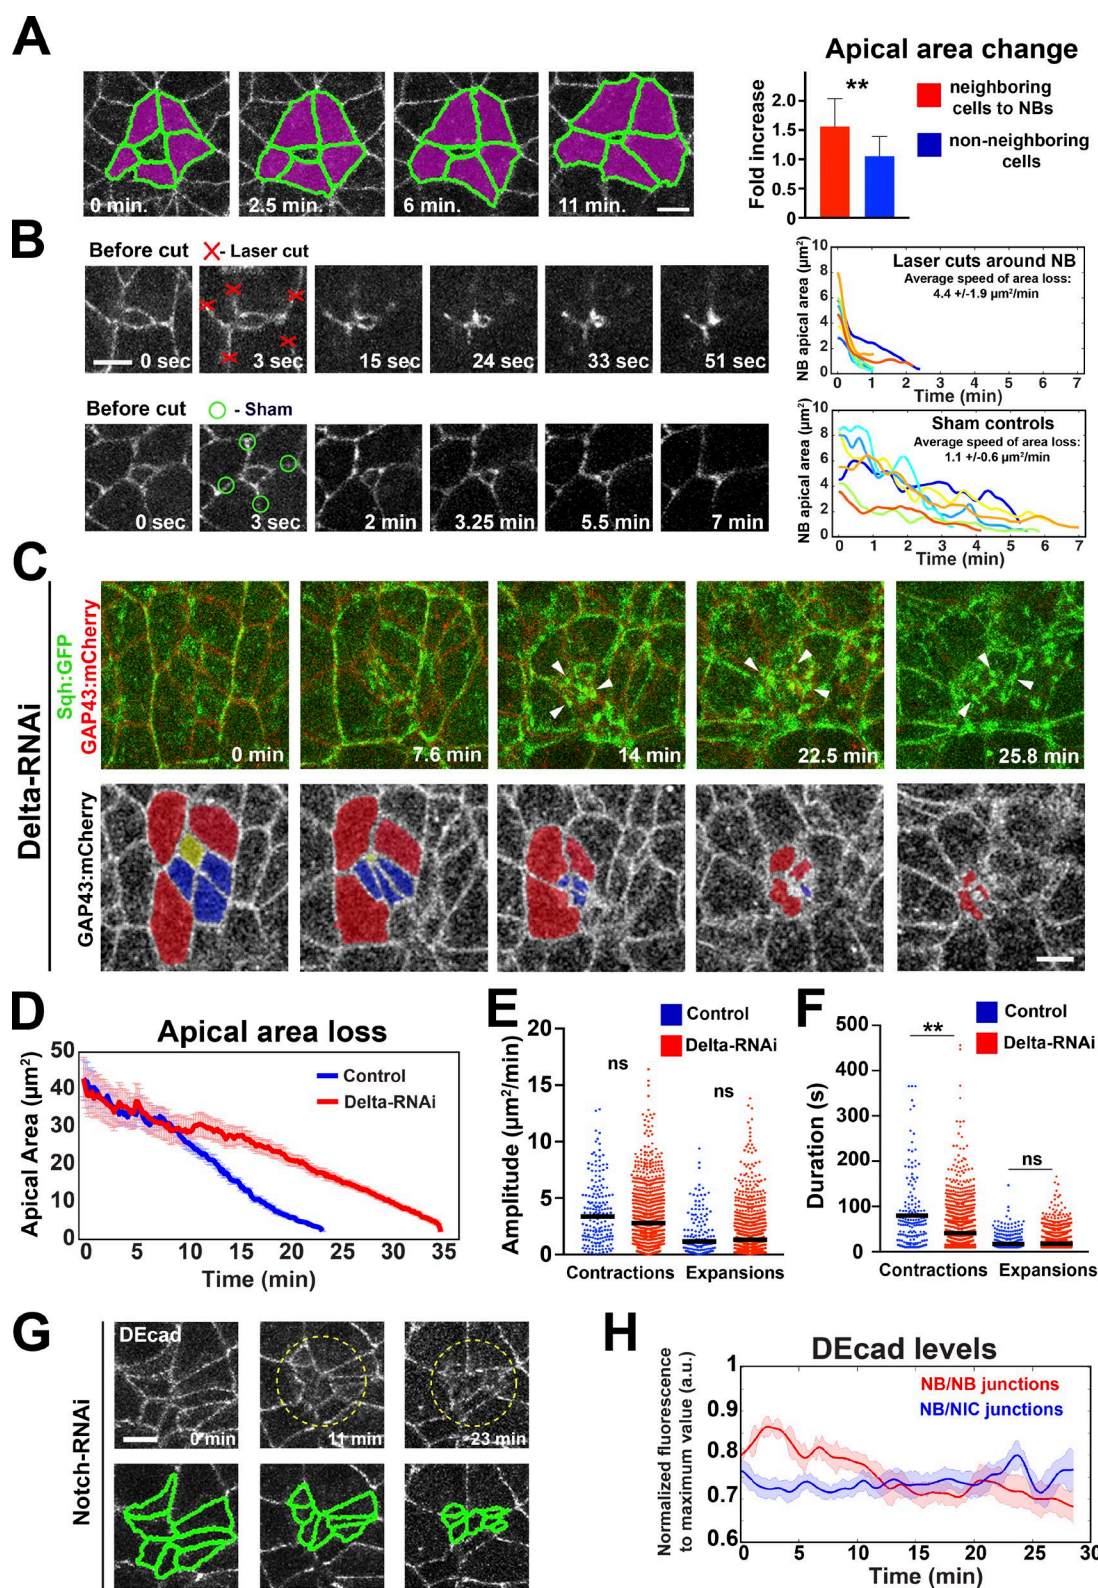 A
0 min.
2.5 min.
6 min.
11 min.
Apical area change
Fold increase
2.0
1.5
1.0
0.5
0
**
neighboring
cells to NBs
non-neighboring
cells
B
Before cut
X - Laser cut
0 sec
3 sec
15 sec
24 sec
33 sec
51 sec
NB apical area (µm²)
10
8
6
4
2
0
Laser cuts around NB
Average speed of area loss:
4.4 +/-1.9 µm²/min
0 1 2 3 4 5 6 7
Time (min)
Before cut
- Sham
0 sec
3 sec
2 min
3.25 min
5.5 min
7 min
NB apical area (µm²)
10
8
6
4
2
0
Sham controls
Average speed of area loss:
1.1 +/-0.6 µm²/min
0 1 2 3 4 5 6 7
Time (min)
C
Delta-RNAi
Sqh:GFP
GAP43:mCherry
0 min
7.6 min
14 min
22.5 min
25.8 min
GAP43:mCherry
D
Apical area loss
Apical Area (µm²)
50
40
30
20
10
0
Control
Delta-RNAi
0 5 10 15 20 25 30 35
Time (min)
E
Control
Delta-RNAi
Amplitude (µm²/min)
20
15
10
5
0
ns
ns
Contractions Expansions
F
Control
Delta-RNAi
Duration (s)
500
400
300
200
100
0
**
ns
Contractions Expansions
G
Notch-RNAi
DEcad
0 min
11 min
23 min
H
DEcad levels
Normalized fluorescence
to maximum value (a.u.)
1
0.9
0.8
0.7
0.6
NB/NB junctions
NB/NIC junctions
0 5 10 15 20 25 30
Time (min)